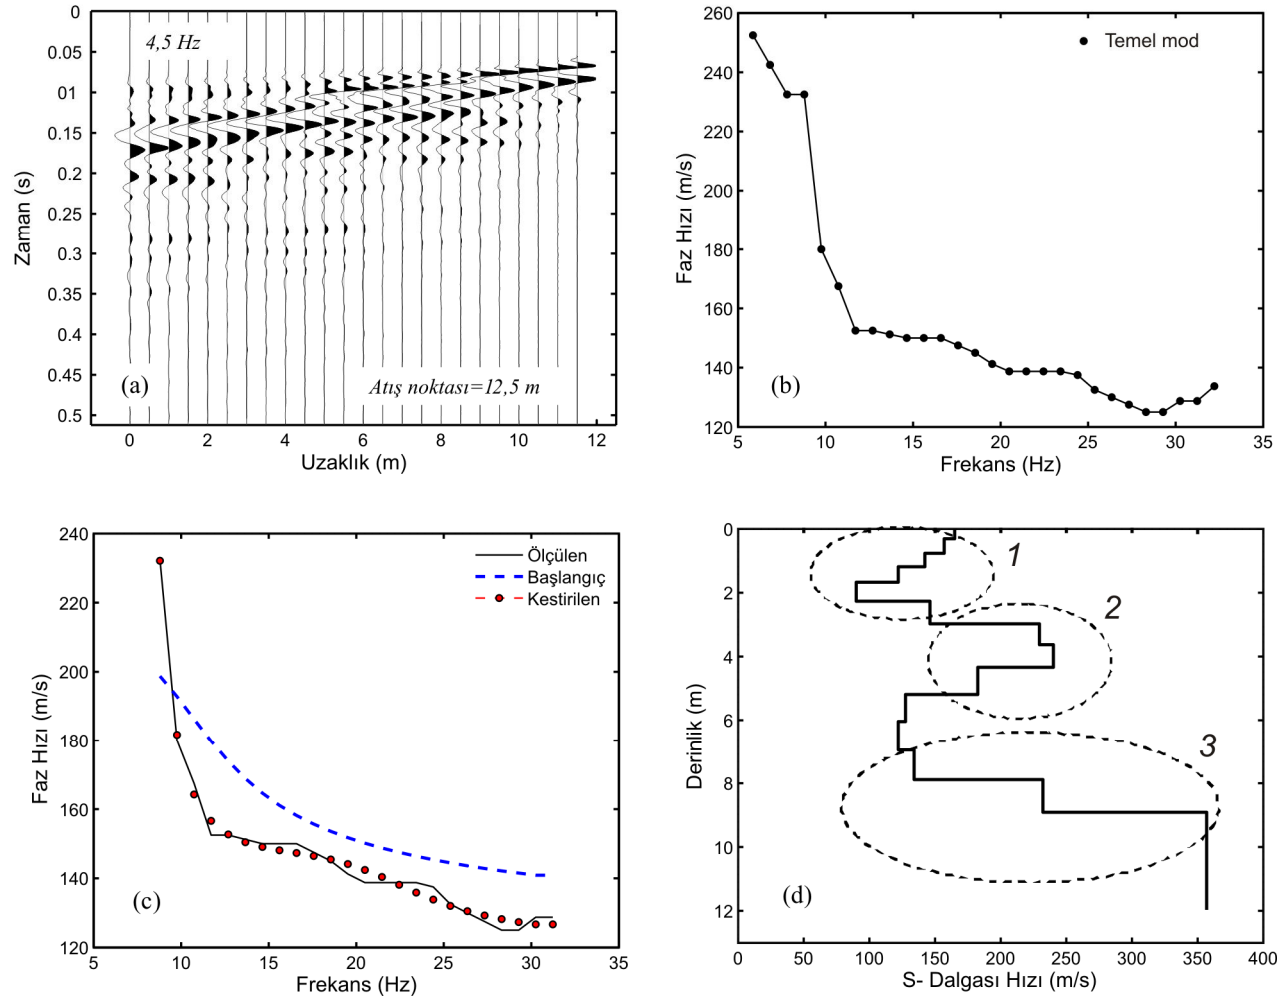 0
0.05
01
0.15
0.2
0.25
0.3
0.35
0.4
0.45
0.5
Zaman (s)
4,5 Hz
(a)
Atış noktası=12,5 m
0 2 4 6 8 10 12
Uzaklık (m)
260
240
220
200
180
160
140
120
Faz Hızı (m/s)
Temel mod
(b)
5 10 15 20 25 30 35
Frekans (Hz)
240
220
200
180
160
140
120
Faz Hızı (m/s)
Ölçülen
Başlangıç
Kestirilen
(c)
5 10 15 20 25 30 35
Frekans (Hz)
0
2
4
6
8
10
12
Derinlik (m)
1
2
3
(d)
0 50 100 150 200 250 300 350 400
S- Dalgası Hızı (m/s)